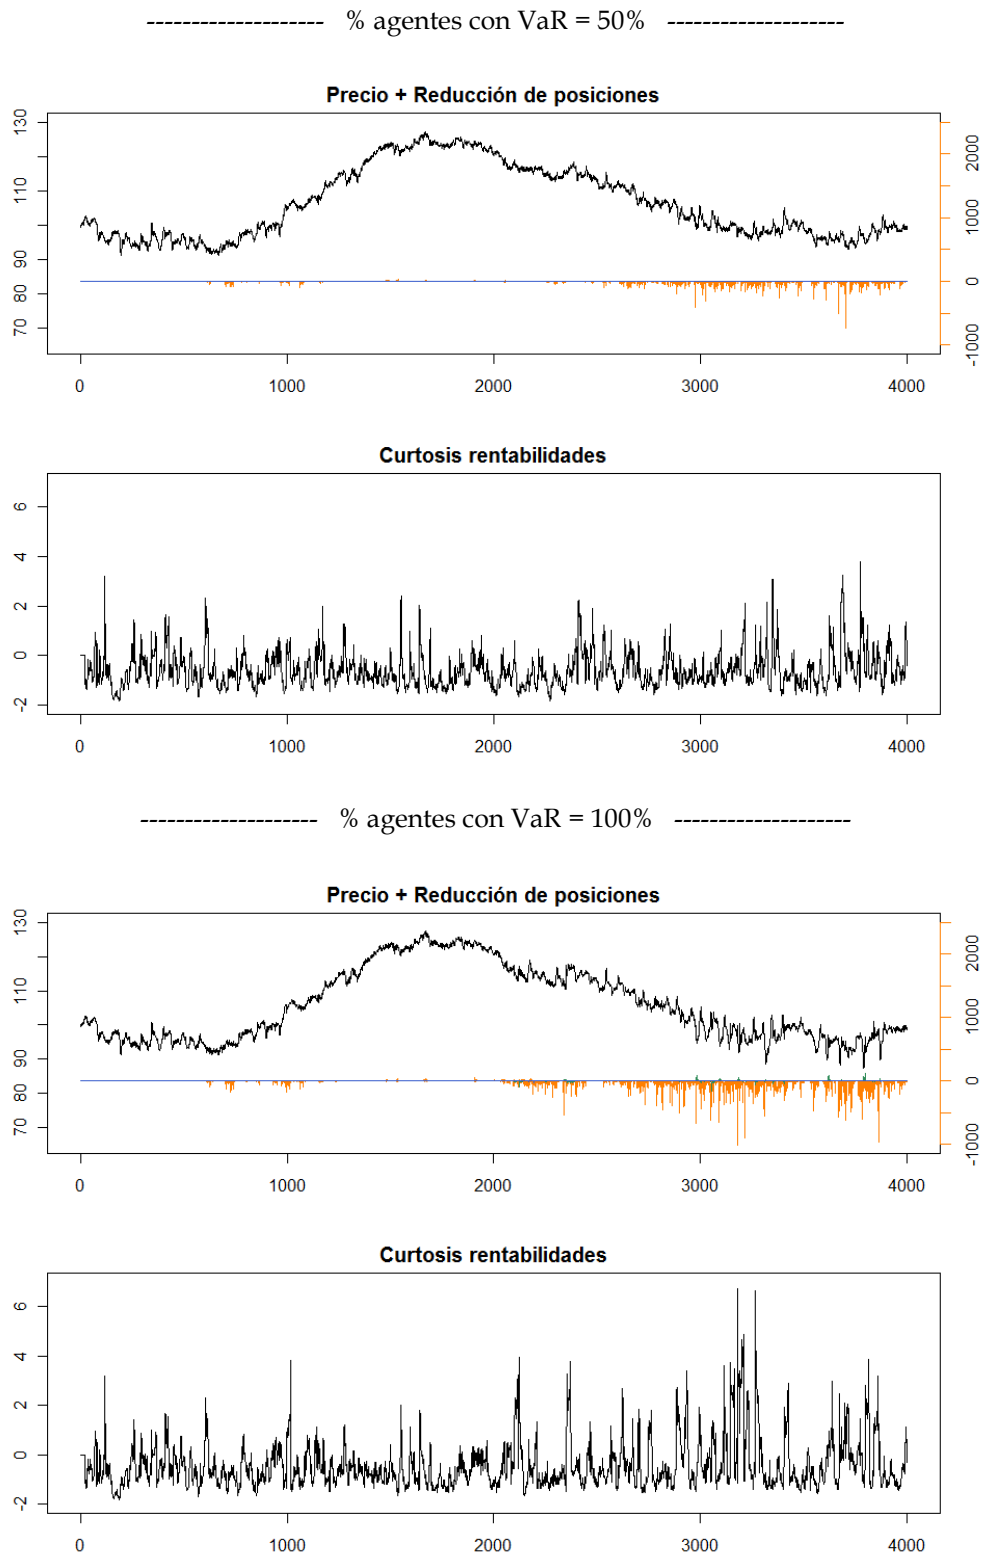 -------------------- % agentes con VaR = 50% --------------------
Precio + Reducción de posiciones
130
110
90
80
70
2000
1000
0
-1000
0 1000 2000 3000 4000
Curtosis rentabilidades
6
4
2
0
-2
0 1000 2000 3000 4000
-------------------- % agentes con VaR = 100% --------------------
Precio + Reducción de posiciones
130
110
90
80
70
2000
1000
0
-1000
0 1000 2000 3000 4000
Curtosis rentabilidades
6
4
2
0
-2
0 1000 2000 3000 4000